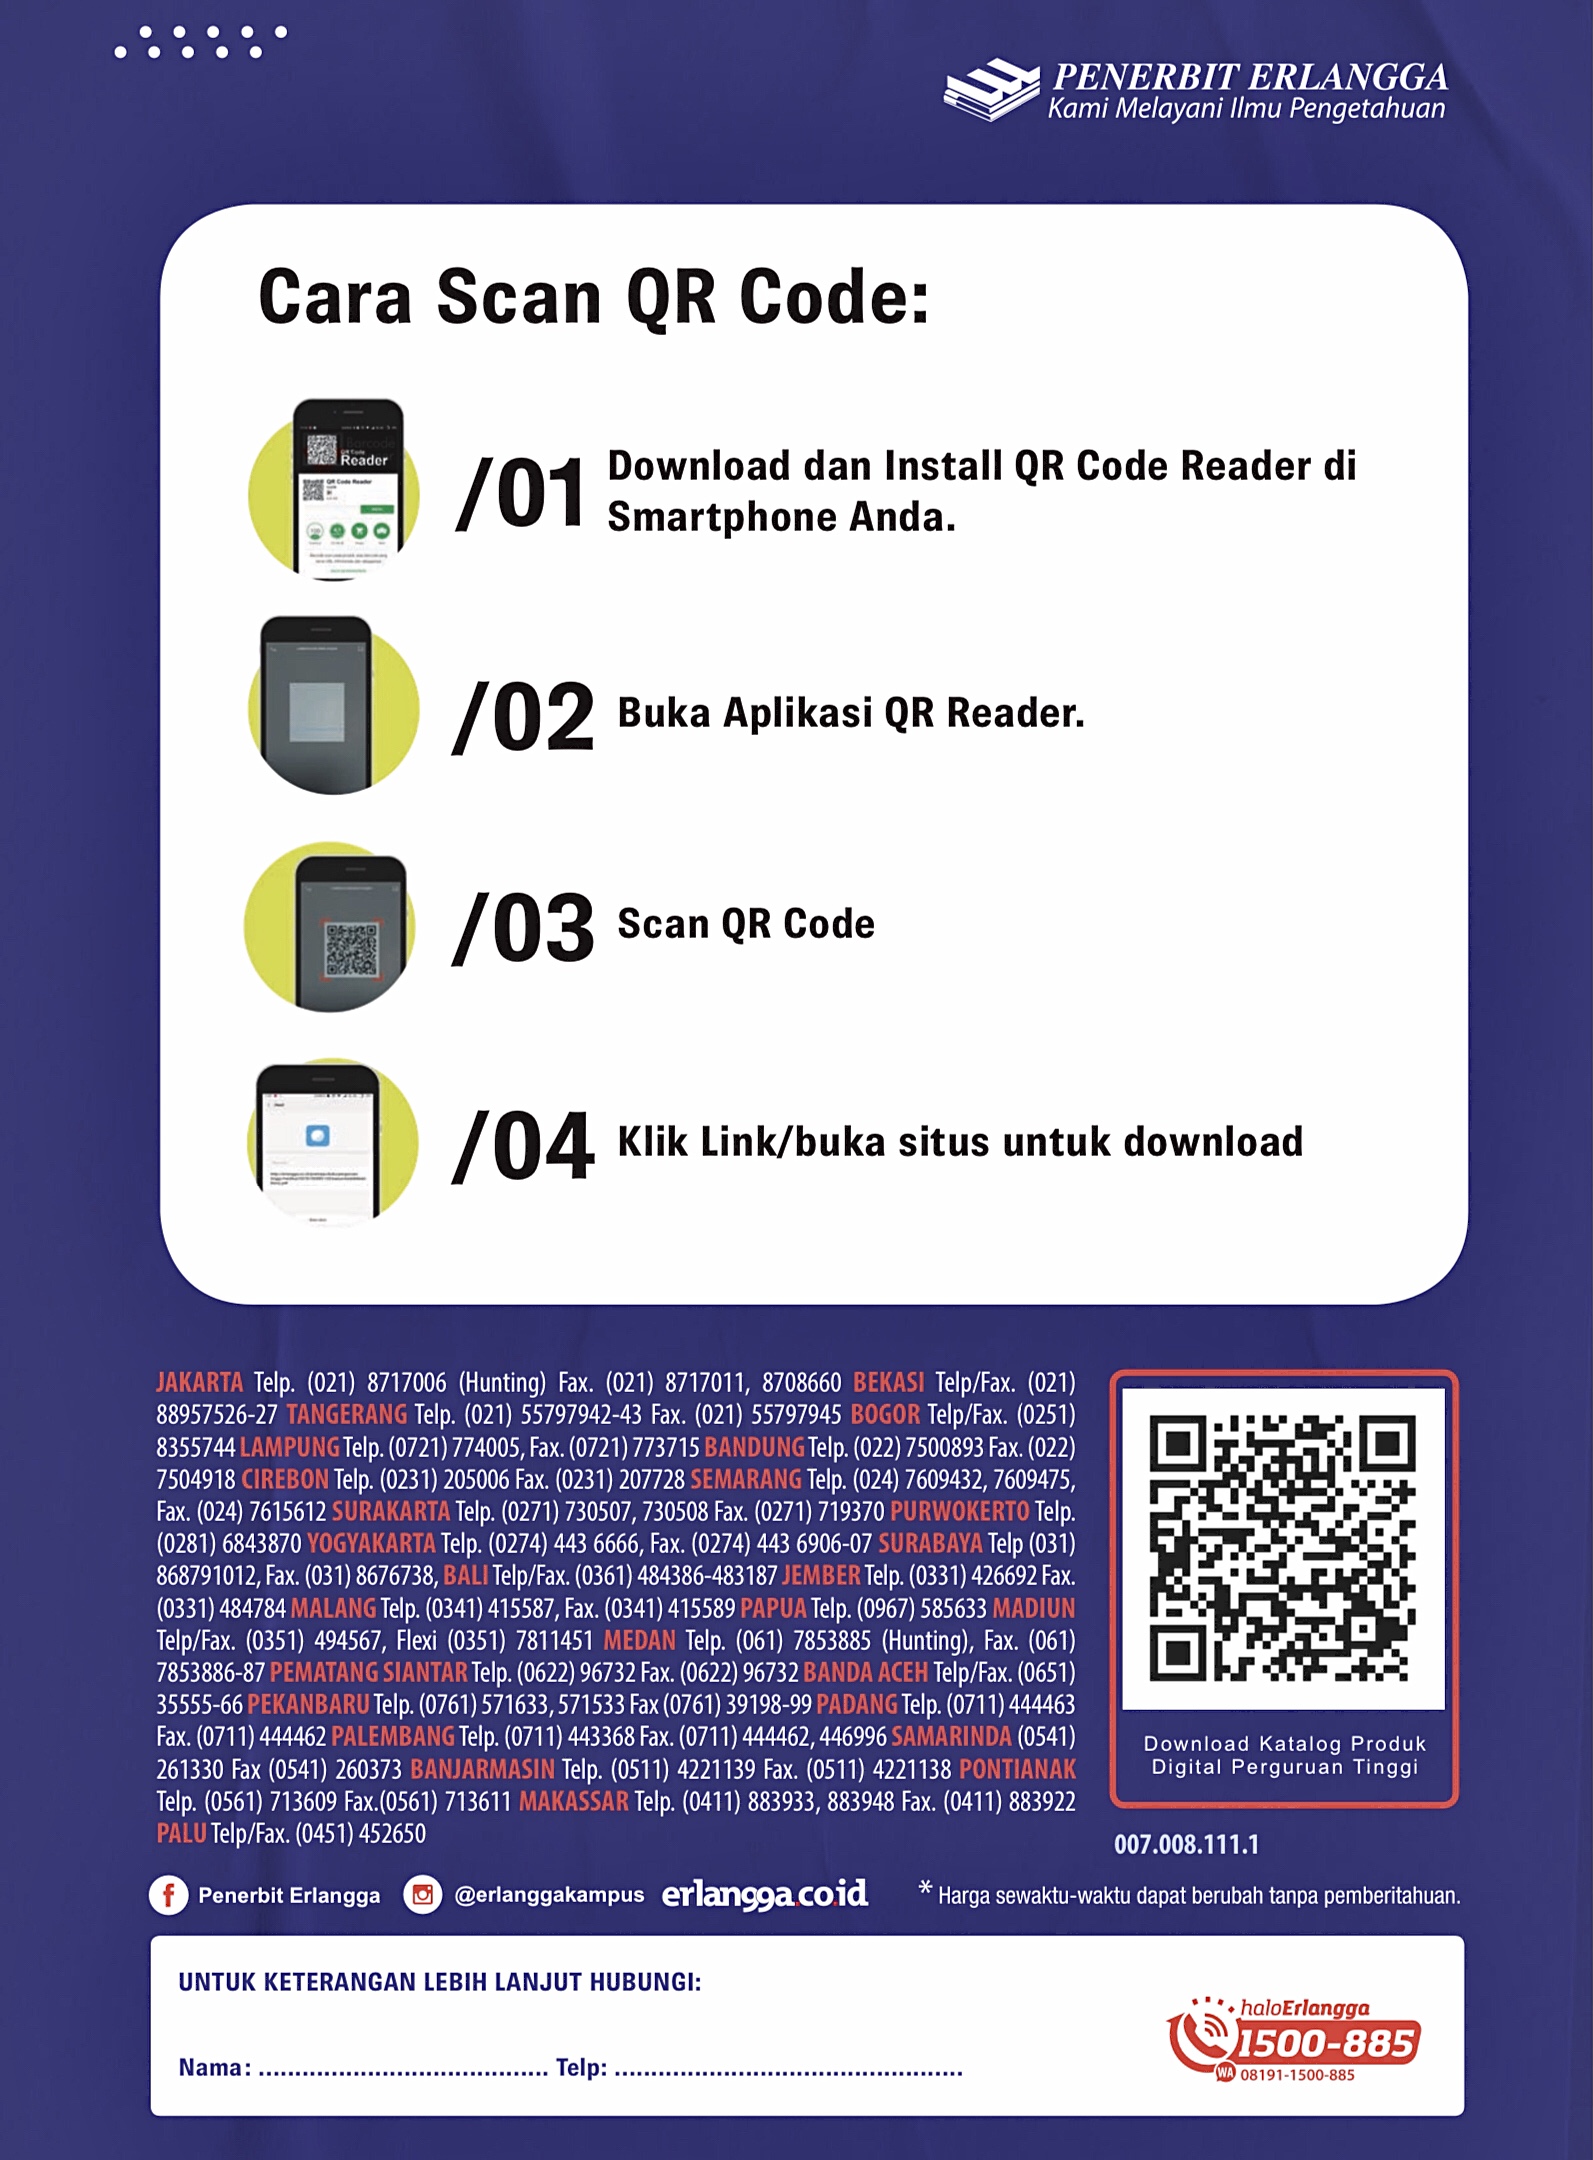 PENERBIT ERLANGGA
Kami Melayani Ilmu Pengetahuan
Cara Scan QR Code:
QR Code
Reader
QR Code Reader
/01 Download dan Install QR Code Reader di
Smartphone Anda.
/02 Buka Aplikasi QR Reader.
/03 Scan QR Code
/04 Klik Link/buka situs untuk download
JAKARTA Telp. (021) 8717006 (Hunting) Fax. (021) 8717011, 8708660 BEKASI Telp/Fax. (021)
88957526-27 TANGERANG Telp. (021) 55797942-43 Fax. (021) 55797945 BOGOR Telp/Fax. (0251)
8355744 LAMPUNG Telp. (0721) 774005, Fax. (0721) 773715 BANDUNG Telp. (022) 7500893 Fax. (022)
7504918 CIREBON Telp. (0231) 205006 Fax. (0231) 207728 SEMARANG Telp. (024) 7609432, 7609475,
Fax. (024) 7615612 SURAKARTA Telp. (0271) 730507, 730508 Fax. (0271) 719370 PURWOKERTO Telp.
(0281) 6843870 YOGYAKARTA Telp. (0274) 443 6666, Fax. (0274) 443 6906-07 SURABAYA Telp (031)
868791012, Fax. (031) 8676738, BALI Telp/Fax. (0361) 484386-483187 JEMBER Telp. (0331) 426692 Fax.
(0331) 484784 MALANG Telp. (0341) 415587, Fax. (0341) 415589 PAPUA Telp. (0967) 585633 MADIUN
Telp/Fax. (0351) 494567, Flexi (0351) 7811451 MEDAN Telp. (061) 7853885 (Hunting), Fax. (061)
7853886-87 PEMATANG SIANTAR Telp. (0622) 96732 Fax. (0622) 96732 BANDA ACEH Telp/Fax. (0651)
35555-66 PEKANBARU Telp. (0761) 571633, 571533 Fax (0761) 39198-99 PADANG Telp. (0711) 444463
Fax. (0711) 444462 PALEMBANG Telp. (0711) 443368 Fax. (0711) 444462, 446996 SAMARINDA (0541)
261330 Fax (0541) 260373 BANJARMASIN Telp. (0511) 4221139 Fax. (0511) 4221138 PONTIANAK
Telp. (0561) 713609 Fax.(0561) 713611 MAKASSAR Telp. (0411) 883933, 883948 Fax. (0411) 883922
PALU Telp/Fax. (0451) 452650
Download Katalog Produk
Digital Perguruan Tinggi
007.008.111.1
Penerbit Erlangga @erlanggakampus erlangga.co.id * Harga sewaktu-waktu dapat berubah tanpa pemberitahuan.
UNTUK KETERANGAN LEBIH LANJUT HUBUNGI:
Nama: ........................................ Telp: ................................................
haloErlangga
1500-885
WA 08191-1500-885